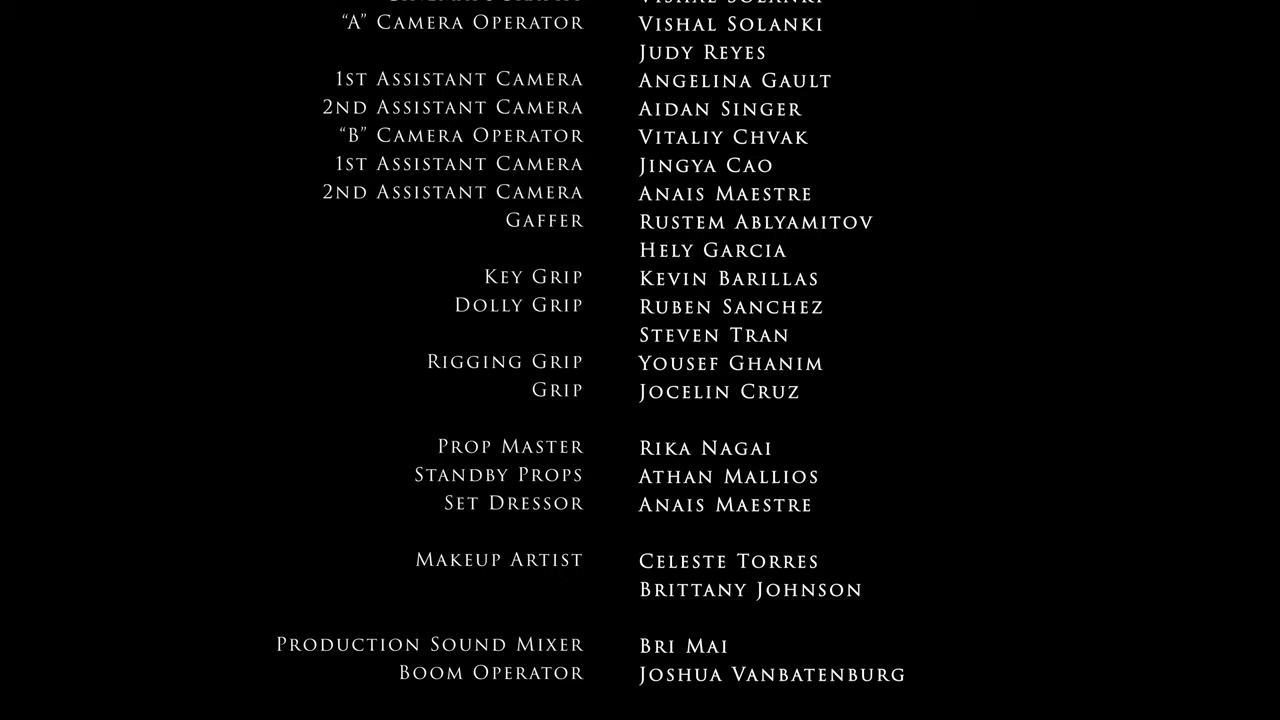 "A" Camera Operator Vishal Solanki
Judy Reyes
1st Assistant Camera Angelina Gault
2nd Assistant Camera Aidan Singer
"B" Camera Operator Vitaliy Chvak
1st Assistant Camera Jingya Cao
2nd Assistant Camera Anais Maestre
Gaffer Rustem Ablyamitov
Hely Garcia
Key Grip Kevin Barillas
Dolly Grip Ruben Sanchez
Steven Tran
Rigging Grip Yousef Ghanim
Grip Jocelin Cruz
Prop Master Rika Nagai
Standby Props Athan Mallios
Set Dressor Anais Maestre
Makeup Artist Celeste Torres
Brittany Johnson
Production Sound Mixer Bri Mai
Boom Operator Joshua Vanbatenburg